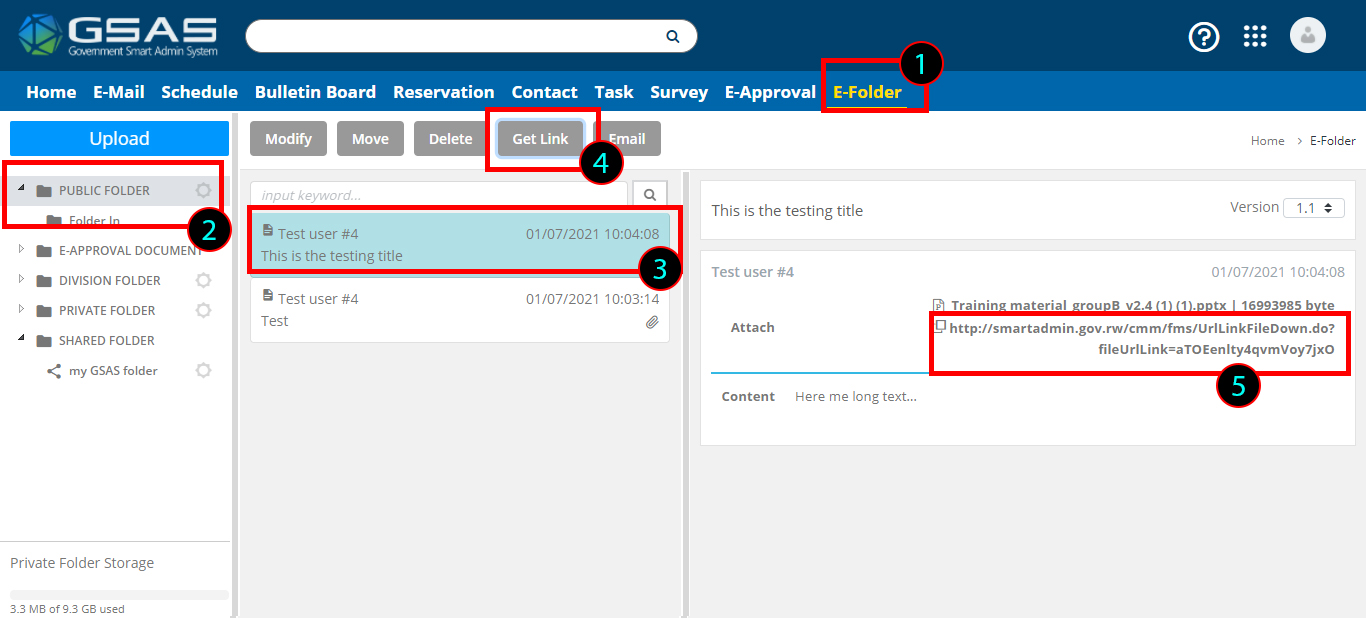 GSAS
Government Smart Admin System
Home E-Mail Schedule Bulletin Board Reservation Contact Task Survey E-Approval E-Folder
1
Upload
Modify Move Delete Get Link Email
4
Home > E-Folder
PUBLIC FOLDER
Folder In
2
E-APPROVAL DOCUMENT
DIVISION FOLDER
PRIVATE FOLDER
SHARED FOLDER
my GSAS folder
Private Folder Storage
3.3 MB of 9.3 GB used
input keyword...
Test user #4 01/07/2021 10:04:08
This is the testing title
3
Test user #4 01/07/2021 10:03:14
Test
This is the testing title
Version 1.1
Test user #4 01/07/2021 10:04:08
Training material_groupB_v2.4 (1) (1).pptx | 16993985 byte
Attach
http://smartadmin.gov.rw/cmm/fms/UrlLinkFileDown.do?
fileUrlLink=aTOEenlty4qvmVoy7jxO
5
Content Here me long text...